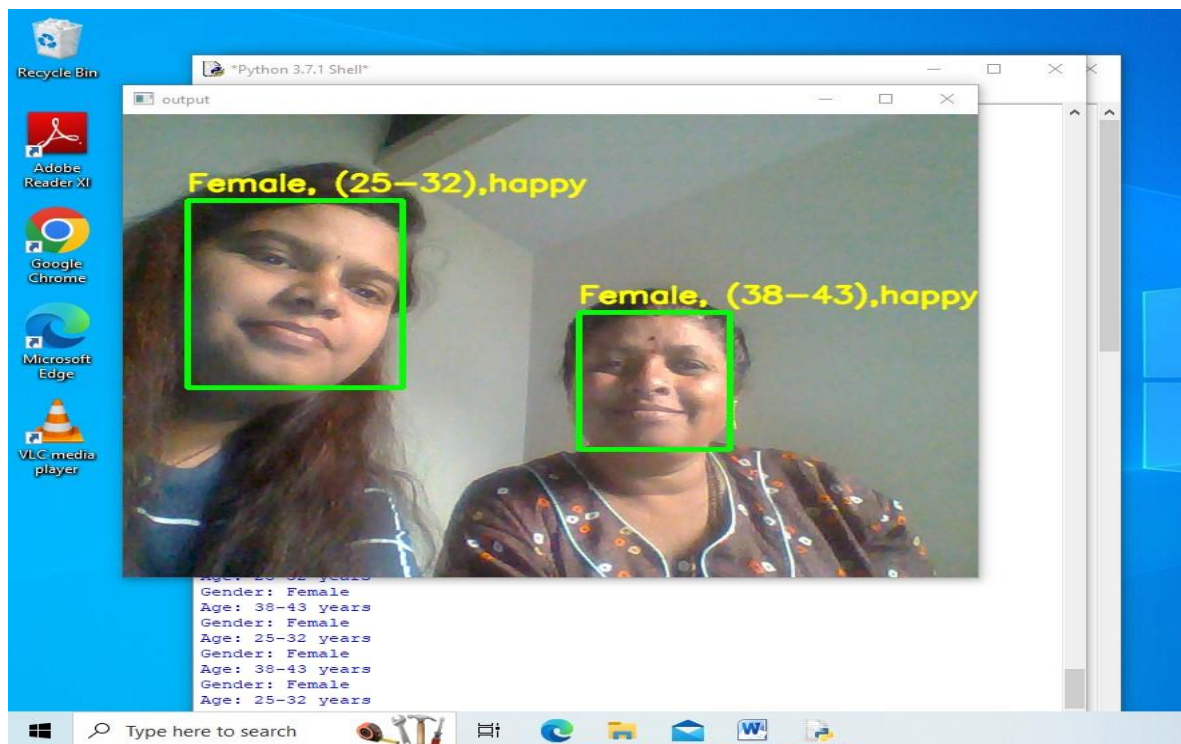 Recycle Bin
*Python 3.7.1 Shell*
output
Adobe
Reader XI
Female, (25-32),happy
Google
Chrome
Female, (38-43),happy
Microsoft
Edge
VLC media
player
Gender: Female
Age: 38-43 years
Gender: Female
Age: 25-32 years
Gender: Female
Age: 38-43 years
Gender: Female
Age: 25-32 years
Type here to search